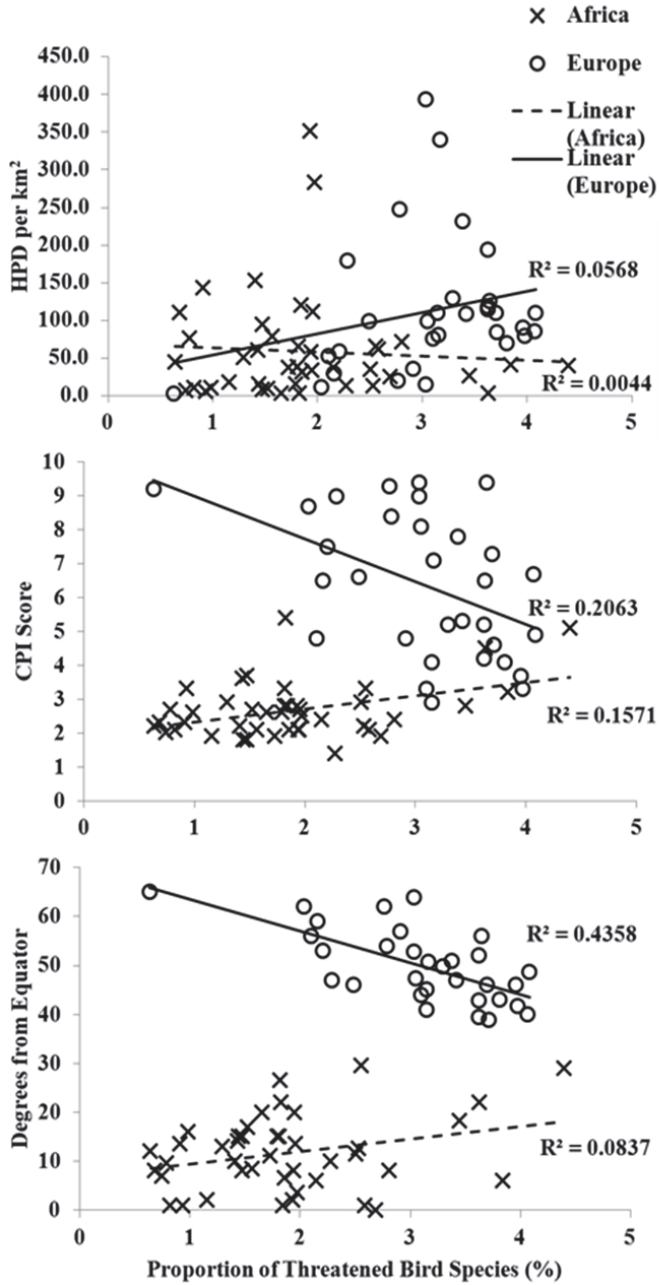 Africa
Europe
Linear
(Africa)
Linear
(Europe)
450.0
400.0
350.0
300.0
250.0
200.0
150.0
100.0
50.0
0.0
HPD per km²
R² = 0.0568
R² = 0.0044
0 1 2 3 4 5
10
9
8
7
6
5
4
3
2
1
0
CPI Score
R² = 0.2063
R² = 0.1571
0 1 2 3 4 5
70
60
50
40
30
20
10
0
Degrees from Equator
R² = 0.4358
R² = 0.0837
0 1 2 3 4 5
Proportion of Threatened Bird Species (%)